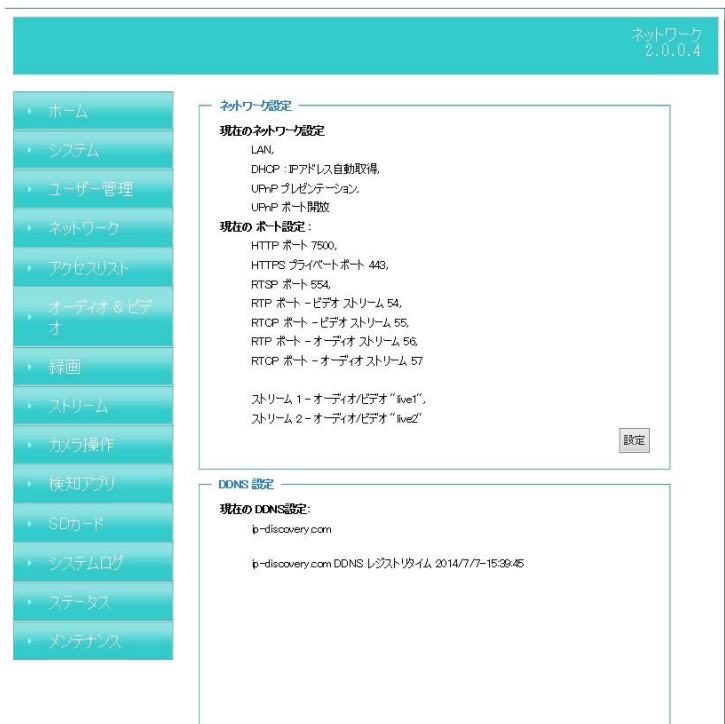 ネットワーク
2.0.0.4
ホーム
システム
ユーザー管理
ネットワーク
アクセスリスト
オーディオ & ビデ
オ
録画
ストリーム
カメラ操作
検知アプリ
SDカード
システムログ
ステータス
メンテナンス
ネットワーク設定
現在のネットワーク設定
LAN,
DHCP : IPアドレス自動取得,
UPnP プレゼンテーション,
UPnP ポート開放
現在の ポート設定 :
HTTP ポート 7500,
HTTPS プライベートポート 443,
RTSP ポート 554,
RTP ポート - ビデオ ストリーム 54,
RTCP ポート - ビデオ ストリーム 55,
RTP ポート - オーディオ ストリーム 56,
RTCP ポート - オーディオ ストリーム 57
ストリーム 1 - オーディオ/ビデオ "live1",
ストリーム 2 - オーディオ/ビデオ "live2"
設定
DDNS 設定
現在の DDNS設定:
ip-discovery.com
ip-discovery.com DDNS レジストリタイム 2014/7/7-15:39:45